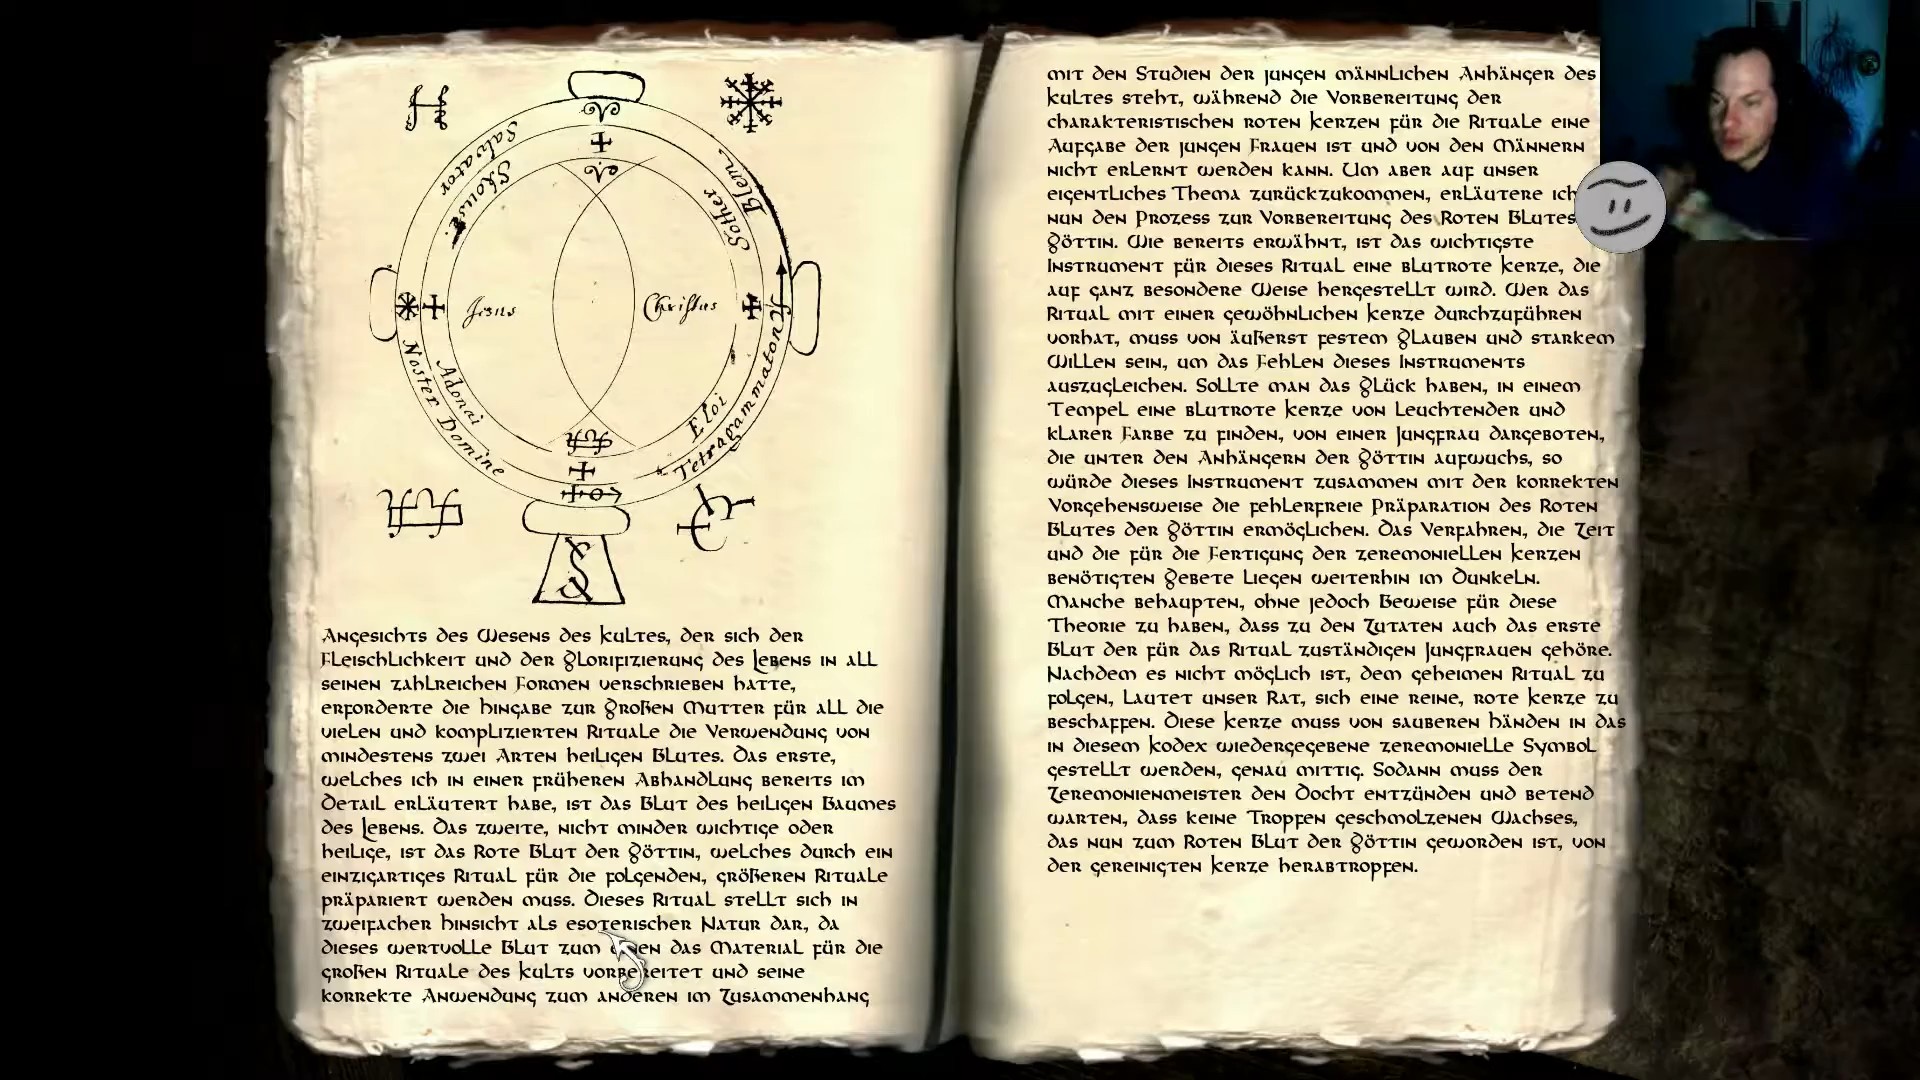 Salvator
Blem
Skouse
Sother
Jesus
Christus
Adonai
Eloi
Noster Domine
Tetragammaton
Angesichts des Wesens des Kultes, der sich der
Fleischlichkeit und der Glorifizierung des Lebens in all
seinen zahlreichen Formen verschrieben hatte,
erforderte die Hingabe zur Großen Mutter für all die
vielen und komplizierten Rituale die Verwendung von
mindestens zwei Arten heiligen Blutes. Das erste,
welches ich in einer früheren Abhandlung bereits im
Detail erläutert habe, ist das Blut des heiligen Baumes
des Lebens. Das zweite, nicht minder wichtige oder
heilige, ist das Rote Blut der Göttin, welches durch ein
einzigartiges Ritual für die folgenden, größeren Rituale
präpariert werden muss. Dieses Ritual stellt sich in
zweifacher Hinsicht als esoterischer Natur dar, da
dieses wertvolle Blut zum einen das Material für die
großen Rituale des Kults vorbereitet und seine
korrekte Anwendung zum anderen im Zusammenhang
mit den Studien der jungen männlichen Anhänger des
Kultes steht, während die Vorbereitung der
charakteristischen roten Kerzen für die Rituale eine
Aufgabe der jungen Frauen ist und von den Männern
nicht erlernt werden kann. Um aber auf unser
eigentliches Thema zurückzukommen, erläutere ich
nun den Prozess zur Vorbereitung des Roten Blutes
Göttin. Wie bereits erwähnt, ist das wichtigste
Instrument für dieses Ritual eine blutrote Kerze, die
auf ganz besondere Weise hergestellt wird. Wer das
Ritual mit einer gewöhnlichen Kerze durchzuführen
vorhat, muss von äußerst festem Glauben und starkem
Willen sein, um das Fehlen dieses Instruments
auszugleichen. Sollte man das Glück haben, in einem
Tempel eine blutrote Kerze von leuchtender und
klarer Farbe zu finden, von einer Jungfrau dargeboten,
die unter den Anhängern der Göttin aufwuchs, so
würde dieses Instrument zusammen mit der korrekten
Vorgehensweise die fehlerfreie Präparation des Roten
Blutes der Göttin ermöglichen. Das Verfahren, die Zeit
und die für die Fertigung der zeremoniellen Kerzen
benötigten Gebete liegen weiterhin im Dunkeln.
Manche behaupten, ohne jedoch Beweise für diese
Theorie zu haben, dass zu den Zutaten auch das erste
Blut der für das Ritual zuständigen Jungfrauen gehöre.
Nachdem es nicht möglich ist, dem geheimen Ritual zu
folgen, lautet unser Rat, sich eine reine, rote Kerze zu
beschaffen. Diese Kerze muss von sauberen Händen in das
in diesem Kodex wiedergegebene zeremonielle Symbol
gestellt werden, genau mittig. Sodann muss der
Zeremonienmeister den Docht entzünden und betend
warten, dass keine Tropfen geschmolzenen Wachses,
das nun zum Roten Blut der Göttin geworden ist, von
der gereinigten Kerze herabtropfen.